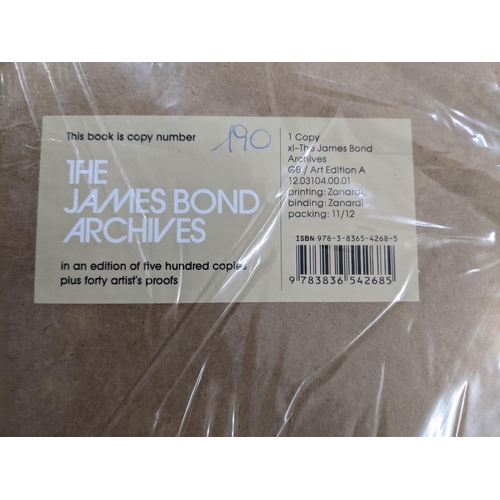 This book is copy number 190
THE
JAMES BOND
ARCHIVES
in an edition of five hundred copies
plus forty artist's proofs
1 Copy
xl–The James Bond
Archives
GB / Art Edition A
12.03104.00.01
printing: Zanardi
binding: Zanardi
packing: 11/12
ISBN 978-3-8365-4268-5
9 783836 542685